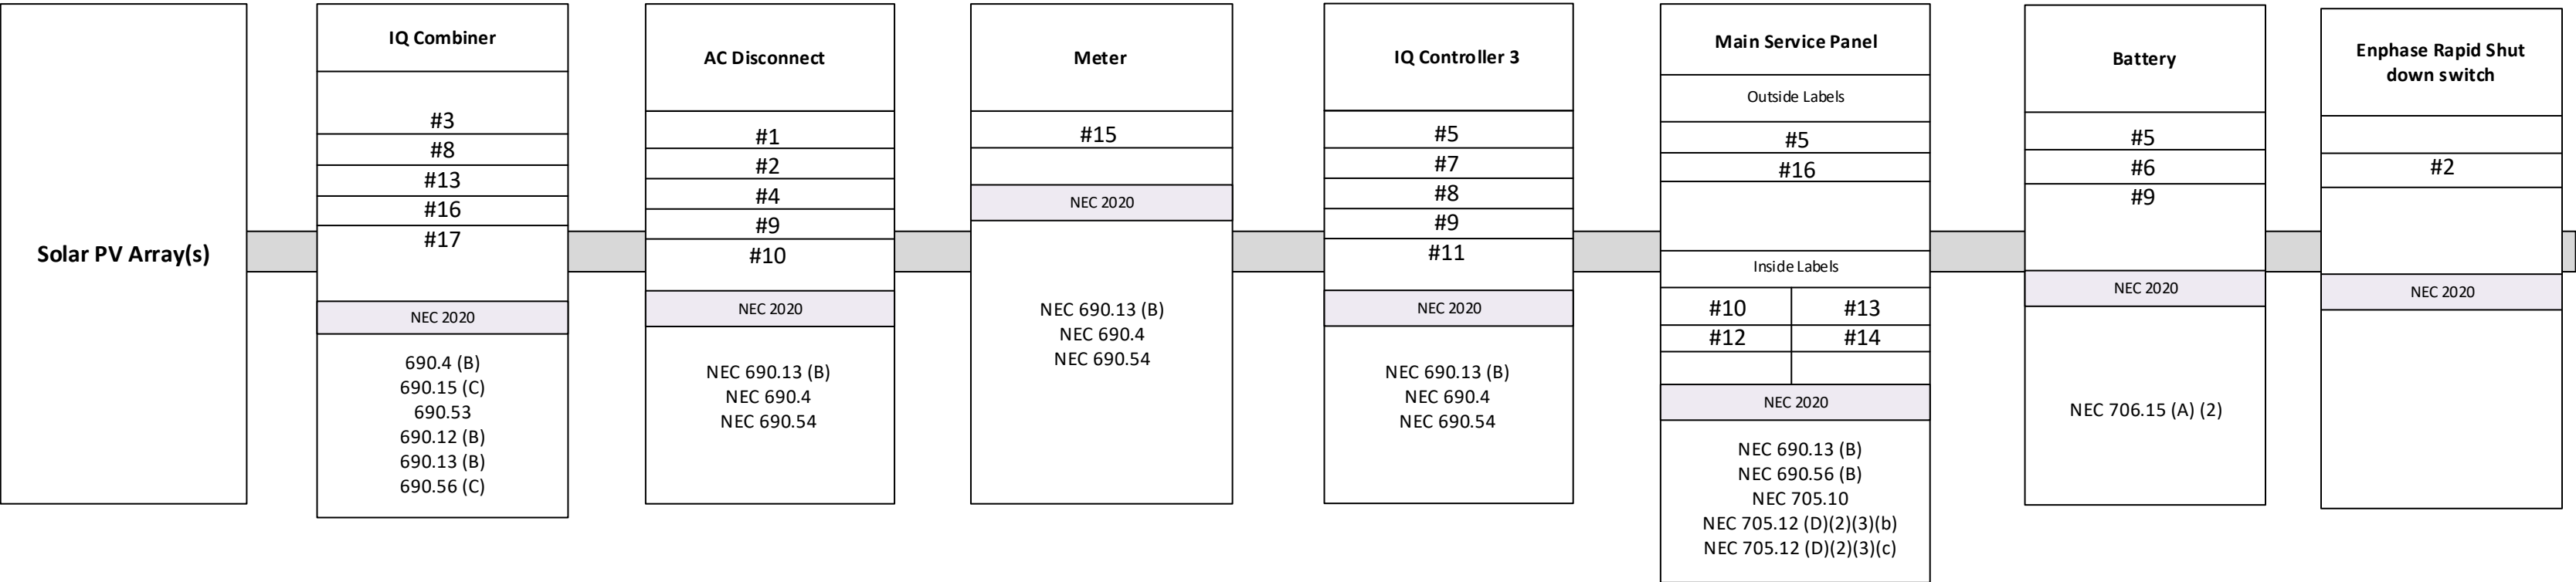 Solar PV Array(s)
IQ Combiner
#3
#8
#13
#16
#17
NEC 2020
690.4 (B)
690.15 (C)
690.53
690.12 (B)
690.13 (B)
690.56 (C)
AC Disconnect
#1
#2
#4
#9
#10
NEC 2020
NEC 690.13 (B)
NEC 690.4
NEC 690.54
Meter
#15
NEC 2020
NEC 690.13 (B)
NEC 690.4
NEC 690.54
IQ Controller 3
#5
#7
#8
#9
#11
NEC 2020
NEC 690.13 (B)
NEC 690.4
NEC 690.54
Main Service Panel
Outside Labels
#5
#16
Inside Labels
#10 #13
#12 #14
NEC 2020
NEC 690.13 (B)
NEC 690.56 (B)
NEC 705.10
NEC 705.12 (D)(2)(3)(b)
NEC 705.12 (D)(2)(3)(c)
Battery
#5
#6
#9
NEC 2020
NEC 706.15 (A) (2)
Enphase Rapid Shut
down switch
#2
NEC 2020